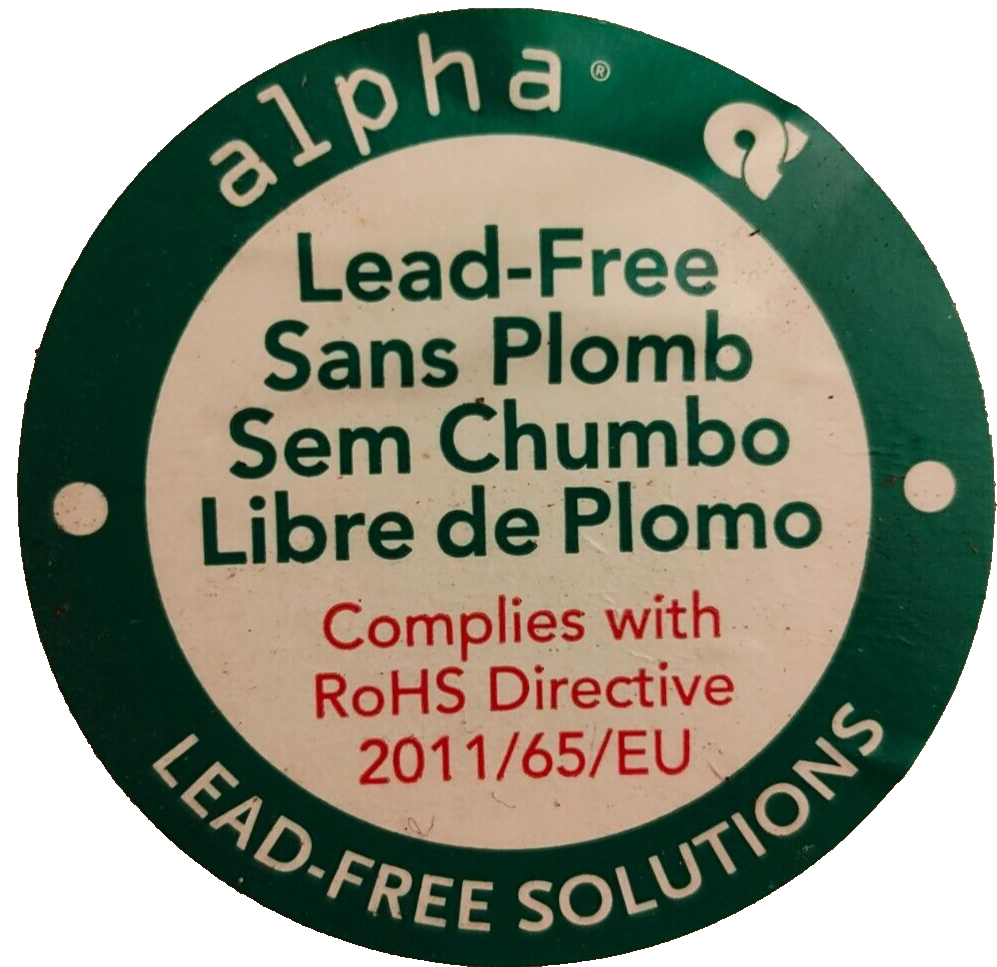 alpha®
Lead-Free
Sans Plomb
Sem Chumbo
Libre de Plomo
Complies with
RoHS Directive
2011/65/EU
LEAD-FREE SOLUTIONS